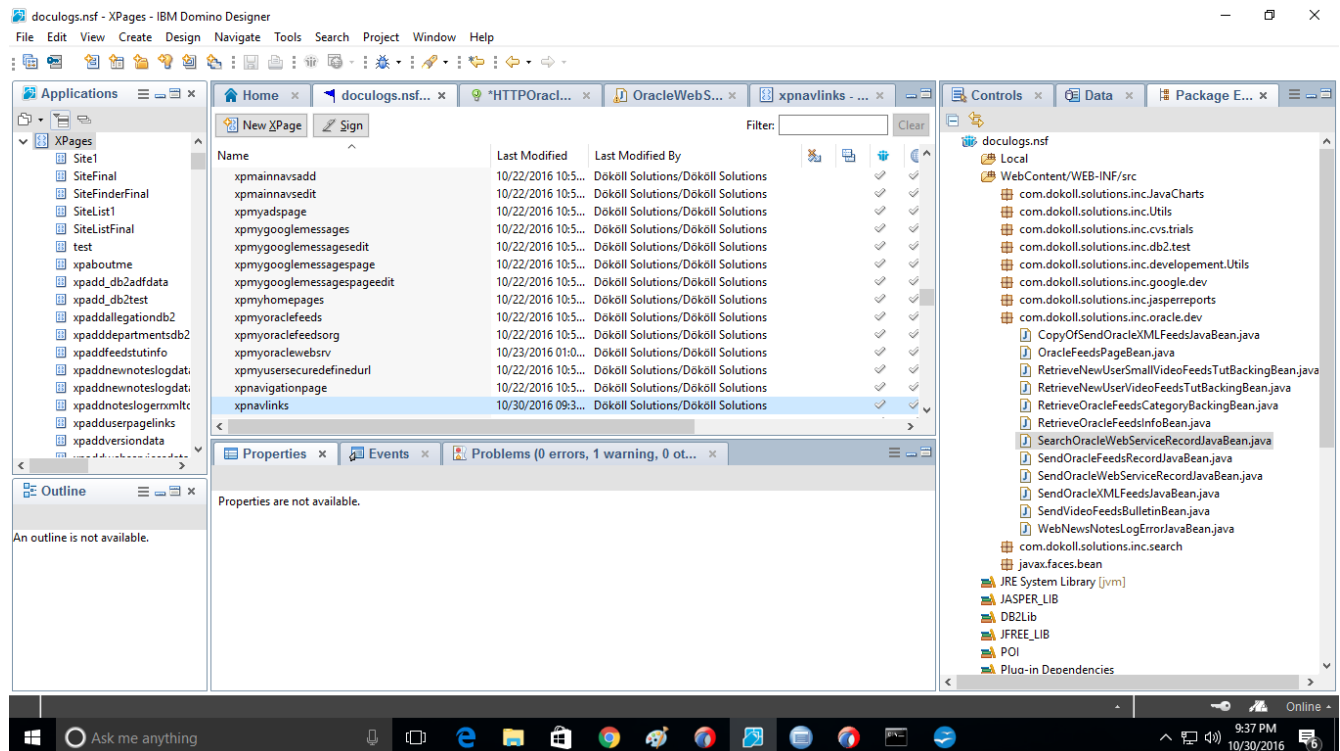 doculogs.nsf - XPages - IBM Domino Designer
File Edit View Create Design Navigate Tools Search Project Window Help
Applications
XPages
Site1
SiteFinal
SiteFinderFinal
SiteList1
SiteListFinal
test
xpaboutme
xpadd_db2adfdata
xpadd_db2test
xpaddallegationdb2
xpadddepartmentsdb2
xpaddfeedstutinfo
xpaddnewnoteslogdata
xpaddnewnoteslogdata
xpaddnoteslogerrxmltc
xpadduserpagelinks
xpaddversiondata
Outline
An outline is not available.
Home doculogs.nsf... *HTTPOracl... OracleWebS... xpnavlinks - ...
New XPage Sign Filter: Clear
Name Last Modified Last Modified By
xpmainnavsadd 10/22/2016 10:5... Dököll Solutions/Dököll Solutions
xpmainnavsedit 10/22/2016 10:5... Dököll Solutions/Dököll Solutions
xpmyadspage 10/22/2016 10:5... Dököll Solutions/Dököll Solutions
xpmygooglemessages 10/22/2016 10:5... Dököll Solutions/Dököll Solutions
xpmygooglemessagesedit 10/22/2016 10:5... Dököll Solutions/Dököll Solutions
xpmygooglemessagespage 10/22/2016 10:5... Dököll Solutions/Dököll Solutions
xpmygooglemessagespageedit 10/22/2016 10:5... Dököll Solutions/Dököll Solutions
xpmyhomepages 10/22/2016 10:5... Dököll Solutions/Dököll Solutions
xpmyoraclefeeds 10/22/2016 10:5... Dököll Solutions/Dököll Solutions
xpmyoraclefeedsorg 10/22/2016 10:5... Dököll Solutions/Dököll Solutions
xpmyoraclewebsrv 10/23/2016 01:0... Dököll Solutions/Dököll Solutions
xpmyusersecuredefinedurl 10/22/2016 10:5... Dököll Solutions/Dököll Solutions
xpnavigationpage 10/22/2016 10:5... Dököll Solutions/Dököll Solutions
xpnavlinks 10/30/2016 09:3... Dököll Solutions/Dököll Solutions
Properties Events Problems (0 errors, 1 warning, 0 ot...
Properties are not available.
Controls Data Package E...
doculogs.nsf
Local
WebContent/WEB-INF/src
com.dokoll.solutions.inc.JavaCharts
com.dokoll.solutions.inc.Utils
com.dokoll.solutions.inc.cvs.trials
com.dokoll.solutions.inc.db2.test
com.dokoll.solutions.inc.developement.Utils
com.dokoll.solutions.inc.google.dev
com.dokoll.solutions.inc.jasperreports
com.dokoll.solutions.inc.oracle.dev
CopyOfSendOracleXMLFeedsJavaBean.java
OracleFeedsPageBean.java
RetrieveNewUserSmallVideoFeedsTutBackingBean.java
RetrieveNewUserVideoFeedsTutBackingBean.java
RetrieveOracleFeedsCategoryBackingBean.java
RetrieveOracleFeedsInfoBean.java
SearchOracleWebServiceRecordJavaBean.java
SendOracleFeedsRecordJavaBean.java
SendOracleWebServiceRecordJavaBean.java
SendOracleXMLFeedsJavaBean.java
SendVideoFeedsBulletinBean.java
WebNewsNotesLogErrorJavaBean.java
com.dokoll.solutions.inc.search
javax.faces.bean
JRE System Library [jvm]
JASPER_LIB
DB2Lib
JFREE_LIB
POI
Plug-in Dependencies
Online
Ask me anything
9:37 PM
10/30/2016
6